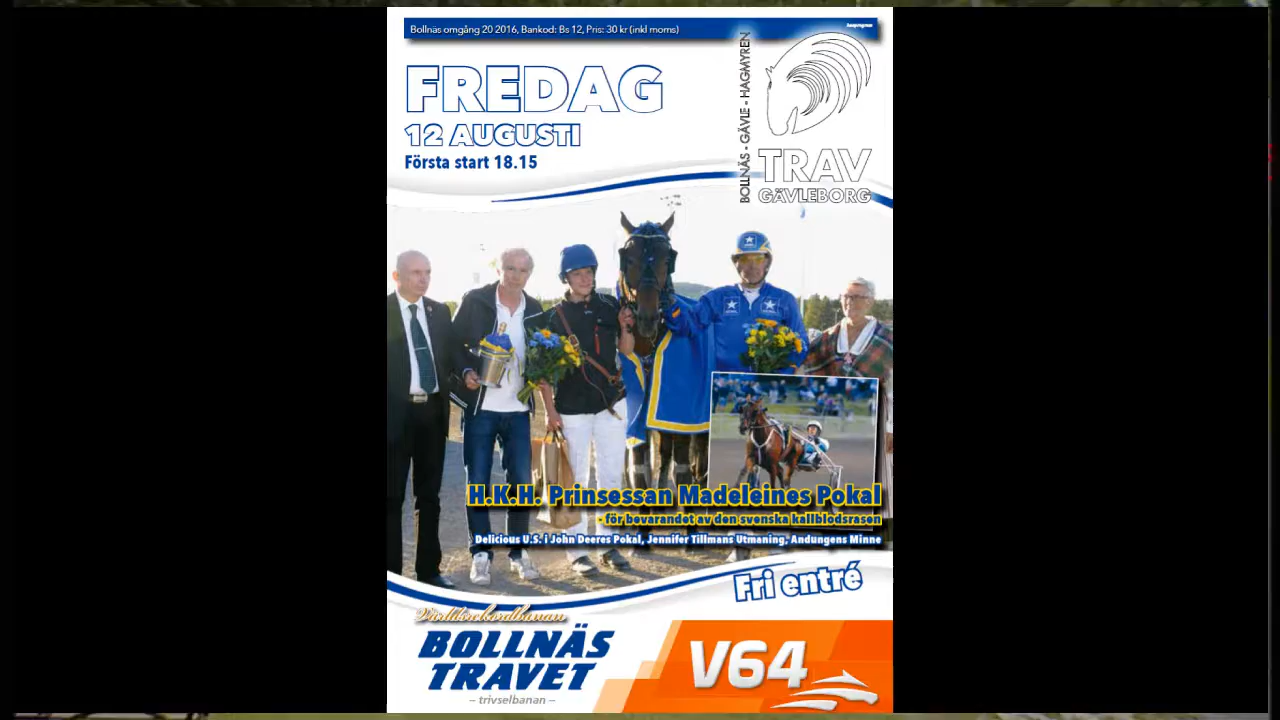 Bollnäs omgång 20 2016, Bankod: Bs 12, Pris: 30 kr (inkl moms)
FREDAG
12 AUGUSTI
Första start 18.15
BOLLNÄS - GÄVLE - HAGMYREN
TRAV
GÄVLEBORG
H.K.H. Prinsessan Madeleines Pokal
- för bevarandet av den svenska kallblodsrasen
Delicious U.S. i John Deeres Pokal, Jennifer Tillmans Utmaning, Andungens Minne
Fri entré
Världsrekordbanan
BOLLNÄS
TRAVET
– trivselbanan –
V64